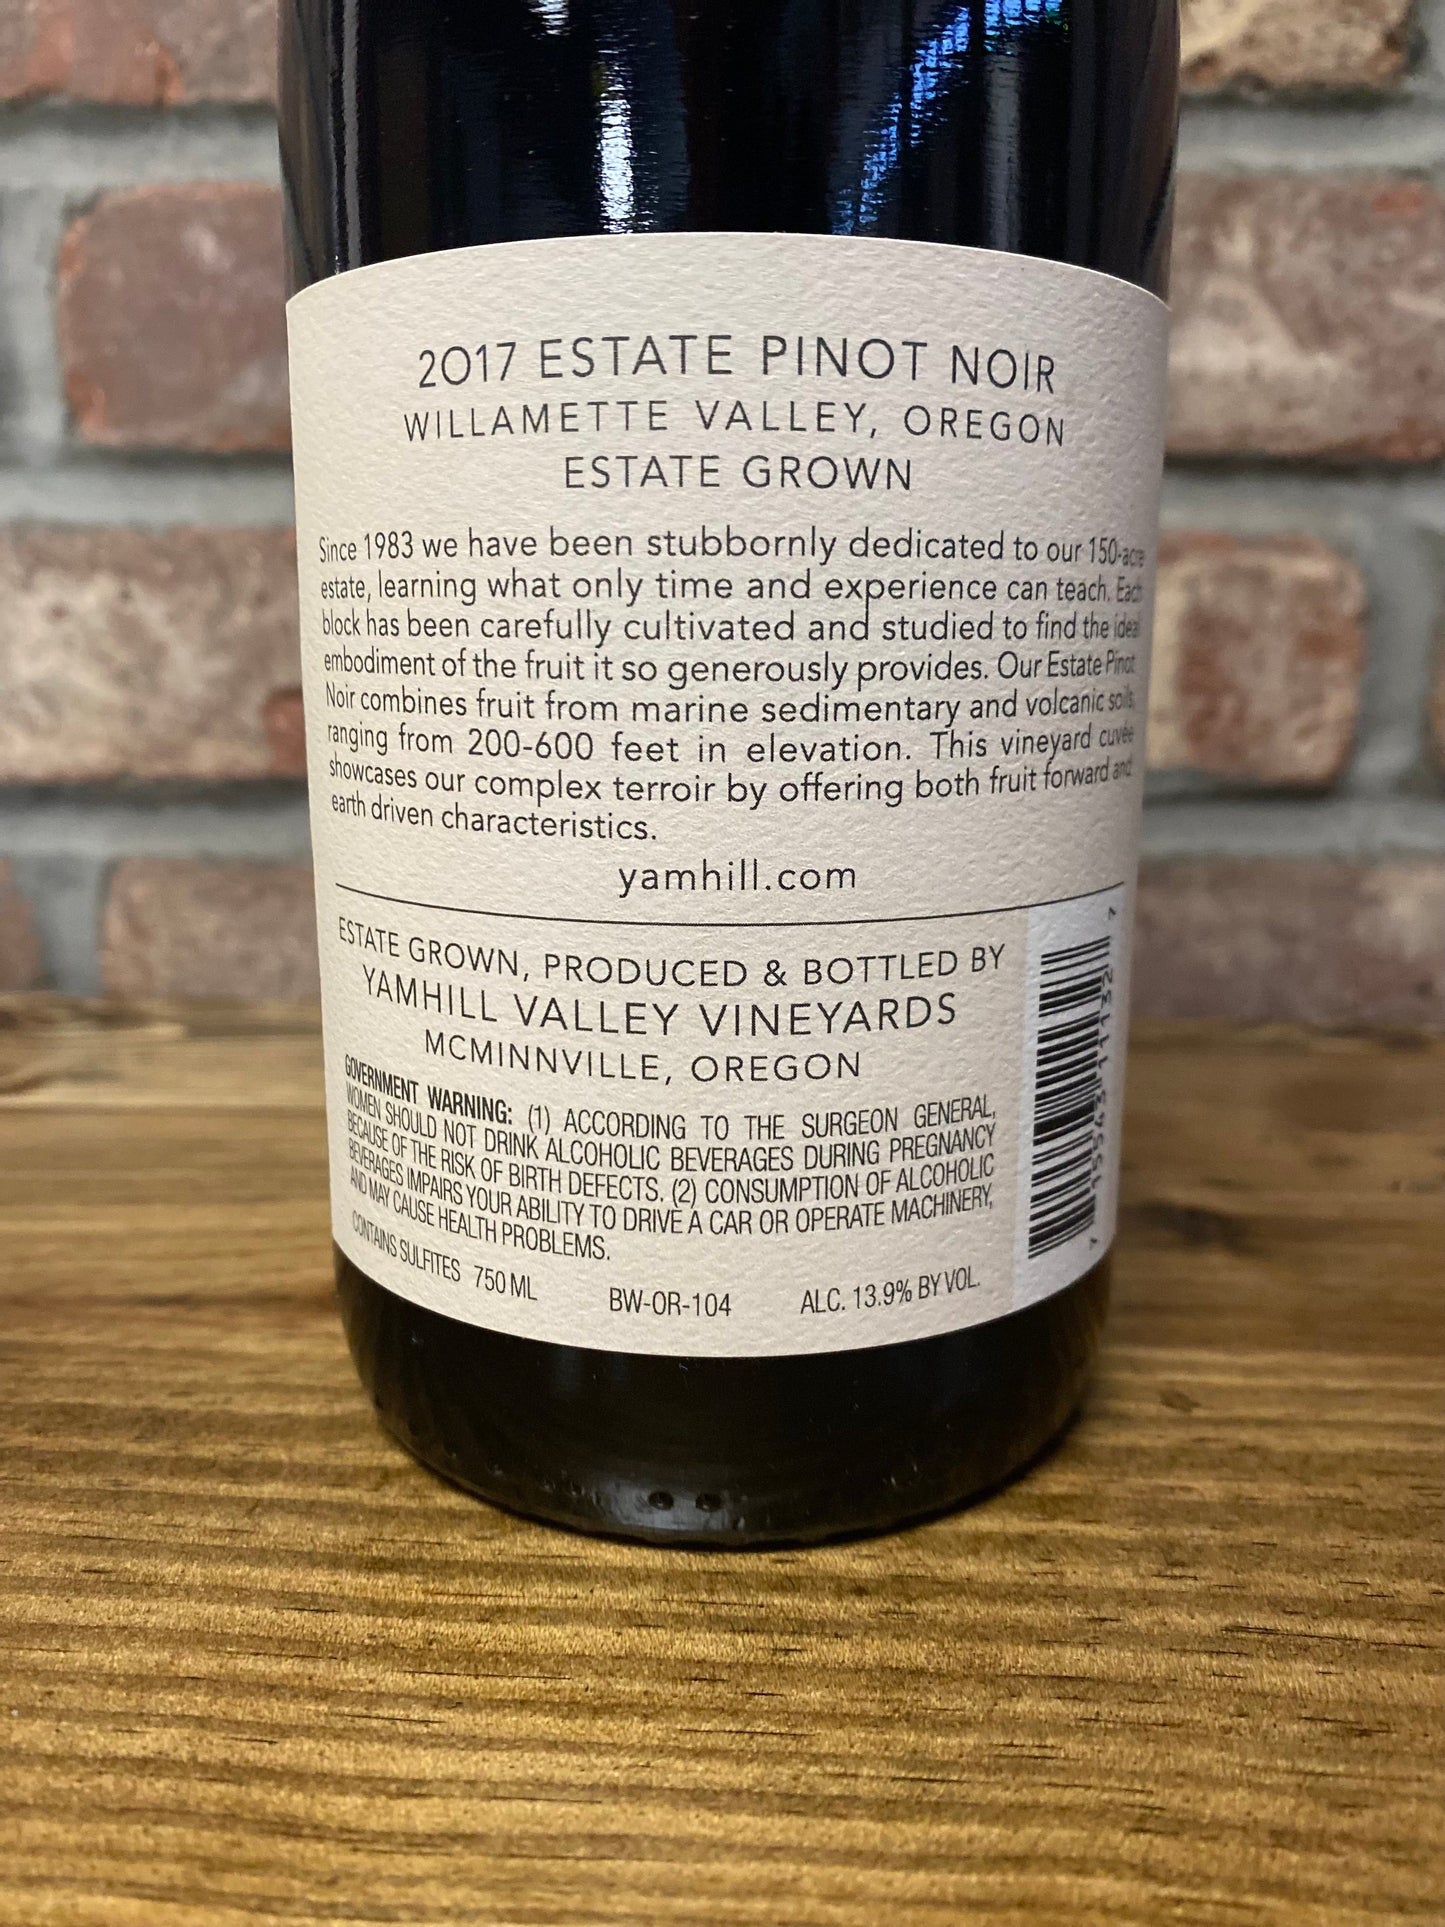 2017 ESTATE PINOT NOIR
WILLAMETTE VALLEY, OREGON
ESTATE GROWN
Since 1983 we have been stubbornly dedicated to our 150-acre
estate, learning what only time and experience can teach. Each
block has been carefully cultivated and studied to find the ideal
embodiment of the fruit it so generously provides. Our Estate Pinot
Noir combines fruit from marine sedimentary and volcanic soils,
ranging from 200-600 feet in elevation. This vineyard cuvée
showcases our complex terroir by offering both fruit forward and
earth driven characteristics.
yamhill.com
ESTATE GROWN, PRODUCED & BOTTLED BY
YAMHILL VALLEY VINEYARDS
MCMINNVILLE, OREGON
GOVERNMENT WARNING: (1) ACCORDING TO THE SURGEON GENERAL,
WOMEN SHOULD NOT DRINK ALCOHOLIC BEVERAGES DURING PREGNANCY
BECAUSE OF THE RISK OF BIRTH DEFECTS. (2) CONSUMPTION OF ALCOHOLIC
BEVERAGES IMPAIRS YOUR ABILITY TO DRIVE A CAR OR OPERATE MACHINERY,
AND MAY CAUSE HEALTH PROBLEMS.
CONTAINS SULFITES 750 ML BW-OR-104 ALC. 13.9% BY VOL.